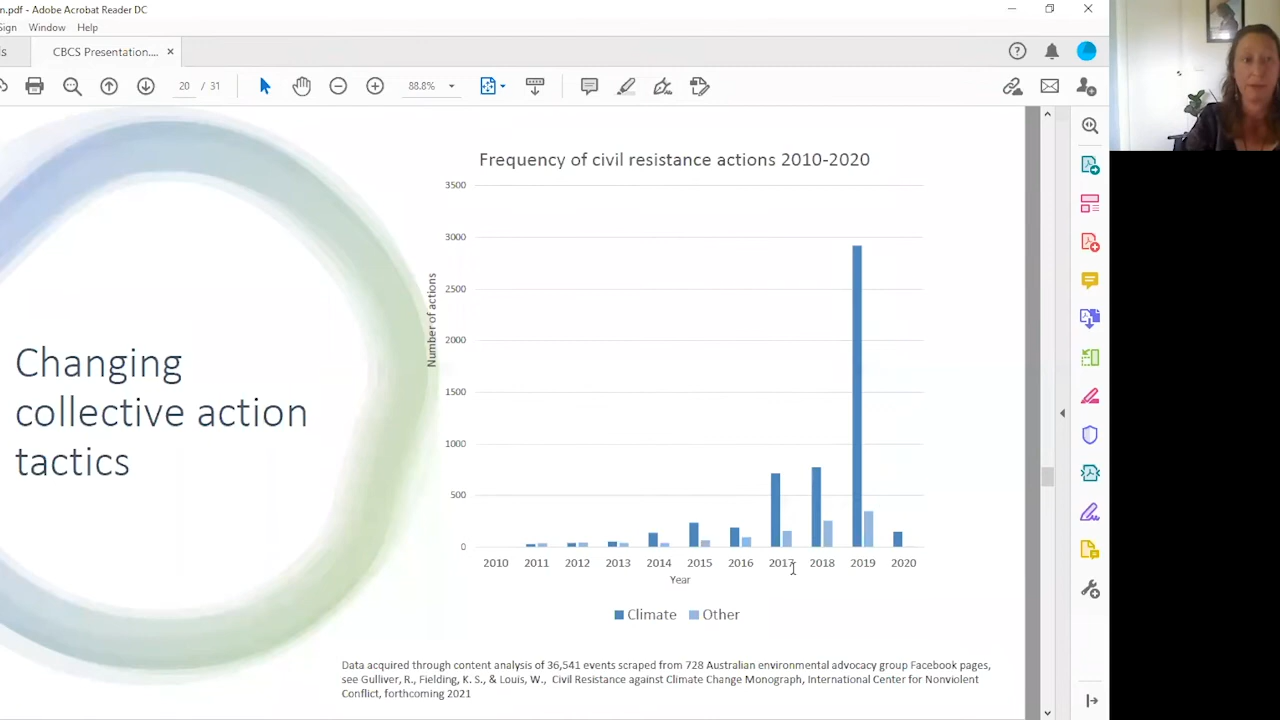 n.pdf - Adobe Acrobat Reader DC
Sign Window Help
ls CBCS Presentation....
20 / 31 88.8%
Frequency of civil resistance actions 2010-2020
3500
3000
2500
2000
1500
1000
500
0
Number of actions
2010 2011 2012 2013 2014 2015 2016 2017 2018 2019 2020
Year
Climate Other
Changing
collective action
tactics
Data acquired through content analysis of 36,541 events scraped from 728 Australian environmental advocacy group Facebook pages,
see Gulliver, R., Fielding, K. S., & Louis, W., Civil Resistance against Climate Change Monograph, International Center for Nonviolent
Conflict, forthcoming 2021